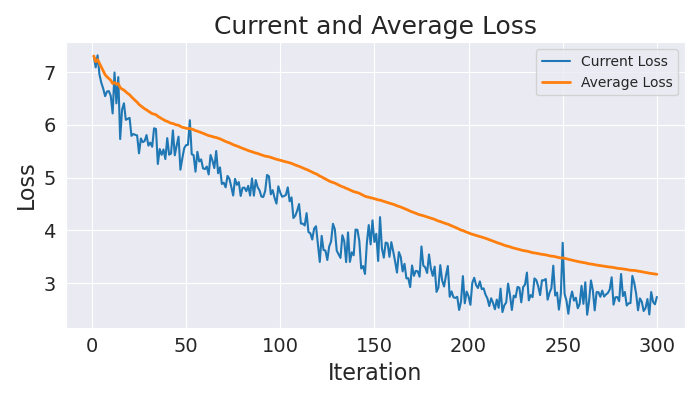 Current and Average Loss
Current Loss
Average Loss
7
6
5
4
3
Loss
0 50 100 150 200 250 300
Iteration